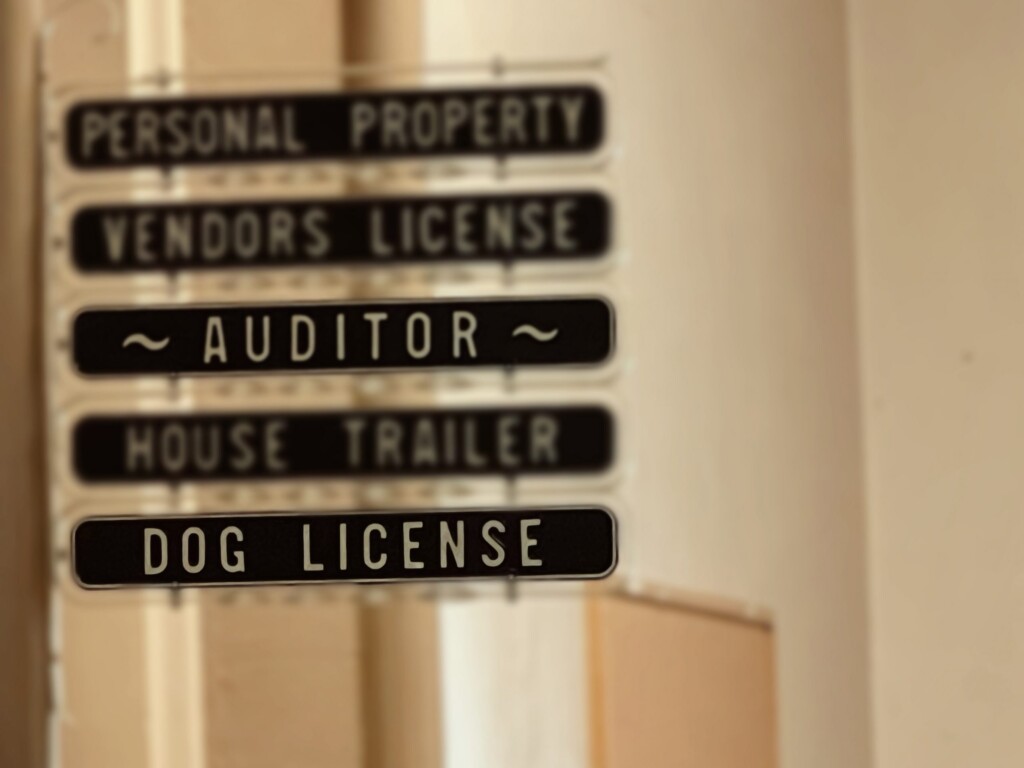 PERSONAL PROPERTY
VENDORS LICENSE
~ AUDITOR ~
HOUSE TRAILER
DOG LICENSE